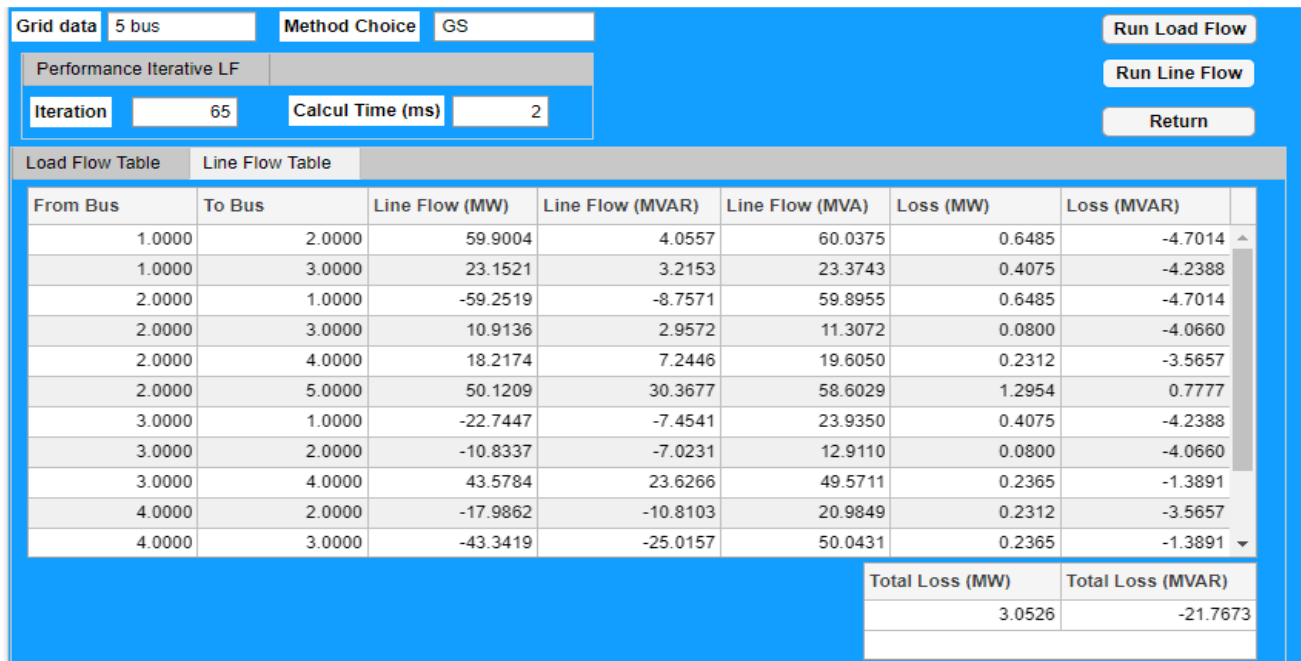 Grid data 5 bus Method Choice GS Run Load Flow
Performance Iterative LF Run Line Flow
Iteration 65 Calcul Time (ms) 2 Return
Load Flow Table Line Flow Table
From Bus To Bus Line Flow (MW) Line Flow (MVAR) Line Flow (MVA) Loss (MW) Loss (MVAR)
1.0000 2.0000 59.9004 4.0557 60.0375 0.6485 -4.7014
1.0000 3.0000 23.1521 3.2153 23.3743 0.4075 -4.2388
2.0000 1.0000 -59.2519 -8.7571 59.8955 0.6485 -4.7014
2.0000 3.0000 10.9136 2.9572 11.3072 0.0800 -4.0660
2.0000 4.0000 18.2174 7.2446 19.6050 0.2312 -3.5657
2.0000 5.0000 50.1209 30.3677 58.6029 1.2954 0.7777
3.0000 1.0000 -22.7447 -7.4541 23.9350 0.4075 -4.2388
3.0000 2.0000 -10.8337 -7.0231 12.9110 0.0800 -4.0660
3.0000 4.0000 43.5784 23.6266 49.5711 0.2365 -1.3891
4.0000 2.0000 -17.9862 -10.8103 20.9849 0.2312 -3.5657
4.0000 3.0000 -43.3419 -25.0157 50.0431 0.2365 -1.3891
Total Loss (MW) Total Loss (MVAR)
3.0526 -21.7673